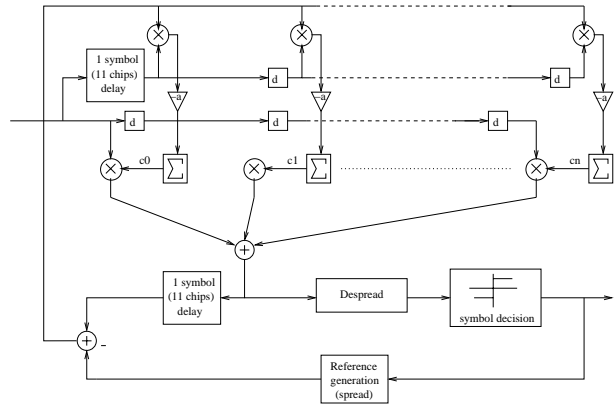 1 symbol
(11 chips)
delay
d
d
-a
-a
-a
d
d
d
c0
c1
cn
Σ
Σ
Σ
1 symbol
(11 chips)
delay
Despread
symbol decision
Reference
generation
(spread)